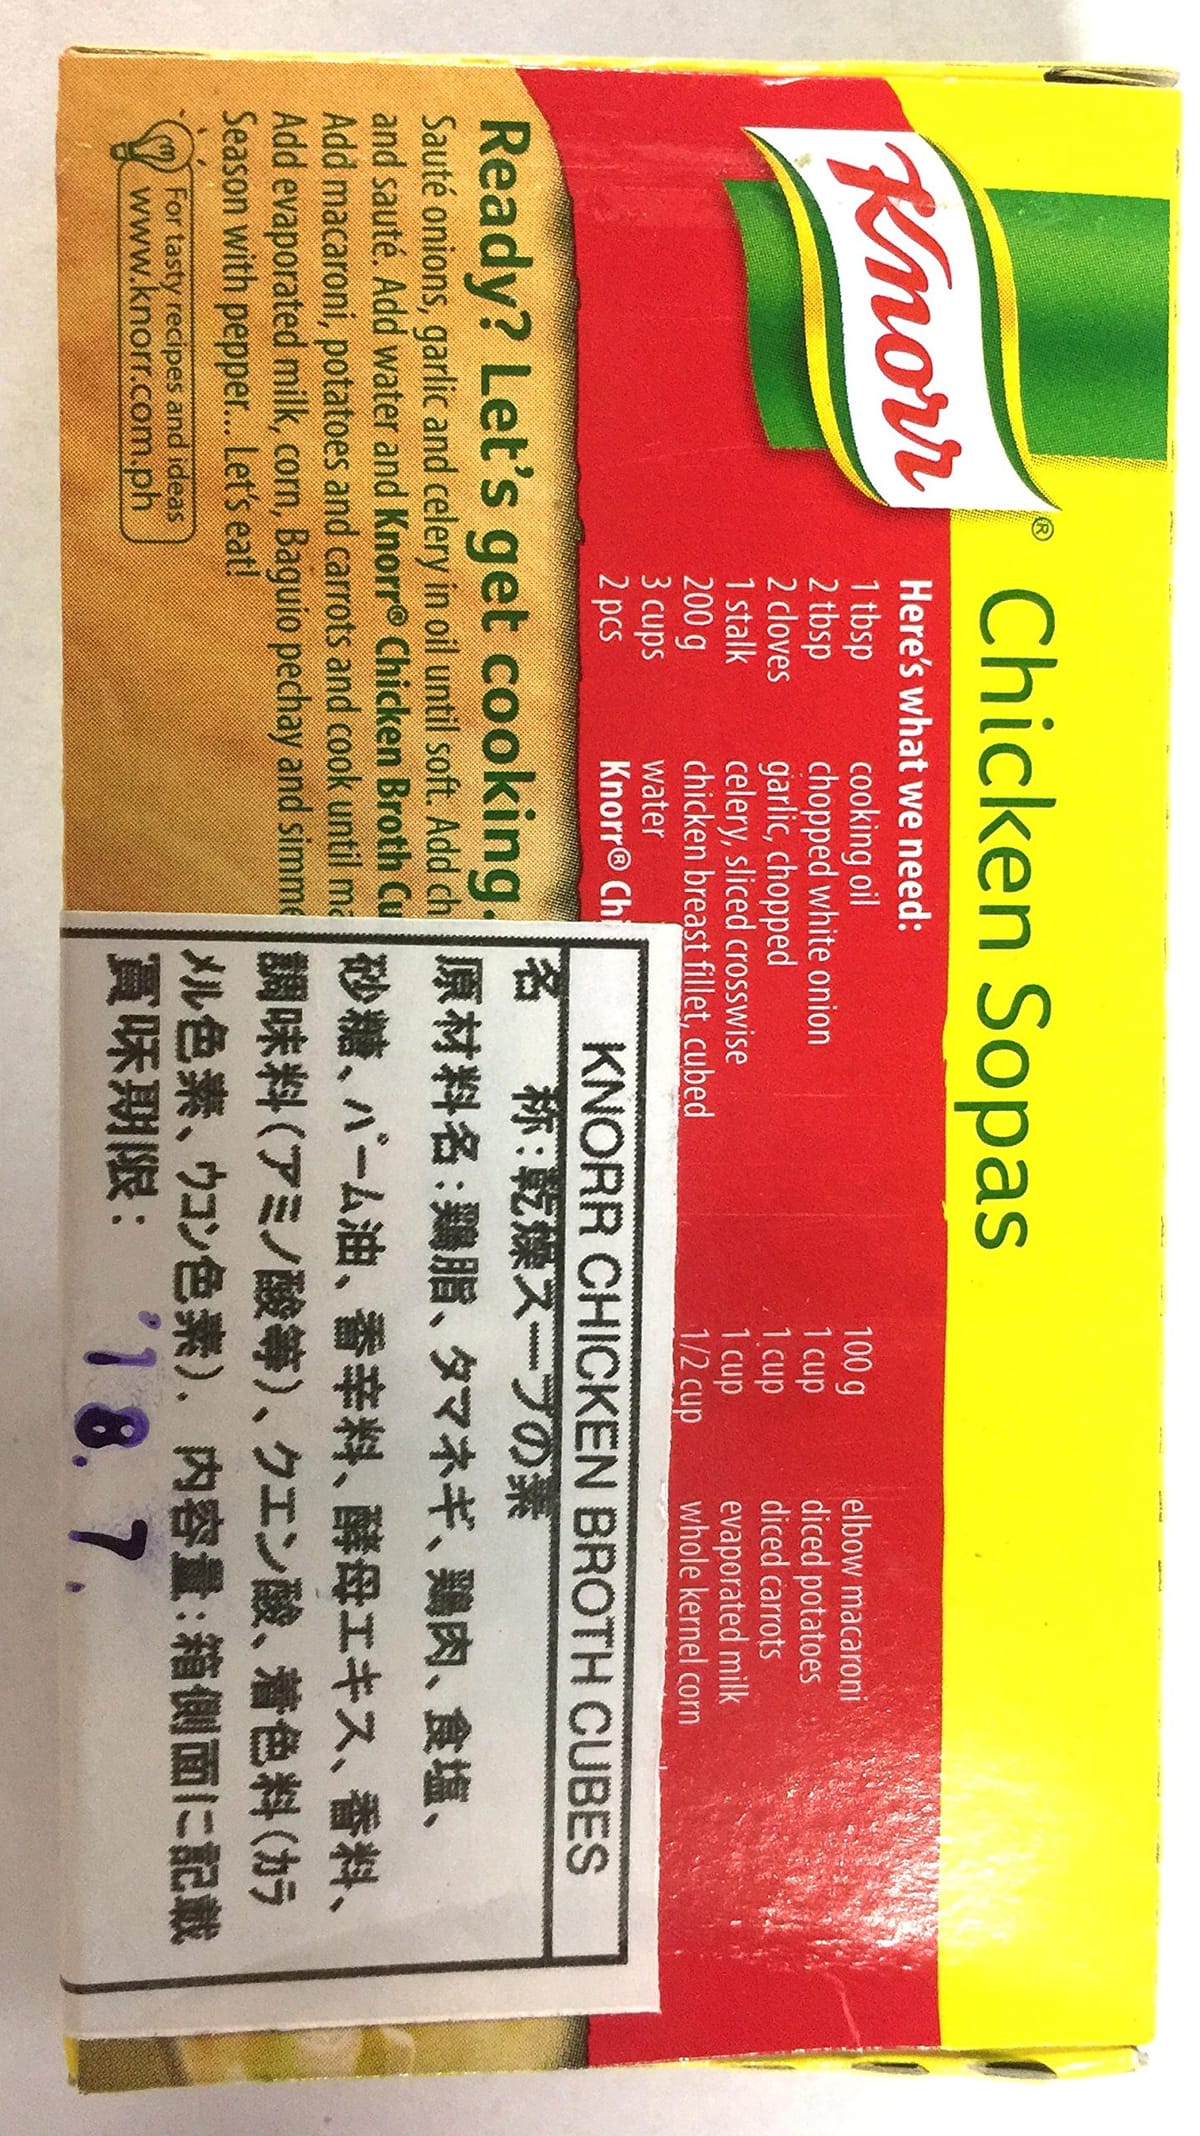 Knorr®
Chicken Sopas
Here's what we need:
1 tbsp cooking oil
2 tbsp chopped white onion
2 cloves garlic, chopped
1 stalk celery, sliced crosswise
200 g chicken breast fillet, cubed
3 cups water
2 pcs Knorr® Chi
100 g elbow macaroni
1 cup diced potatoes
1 cup diced carrots
1 cup evaporated milk
1/2 cup whole kernel corn
Ready? Let's get cooking.
Sauté onions, garlic and celery in oil until soft. Add ch
and sauté. Add water and Knorr® Chicken Broth Cu
Add macaroni, potatoes and carrots and cook until ma
Add evaporated milk, corn, Baguio pechay and simme
Season with pepper... Let's eat!
For tasty recipes and ideas
www.knorr.com.ph
KNORR CHICKEN BROTH CUBES
名 称:乾燥スープの素
原材料名:鶏脂、タマネギ、鶏肉、食塩、
砂糖、パーム油、香辛料、酵母エキス、香料、
調味料(アミノ酸等)、クエン酸、着色料(カラ
メル色素、ウコン色素). 内容量:箱側面に記載
賞味期限: '18.7.